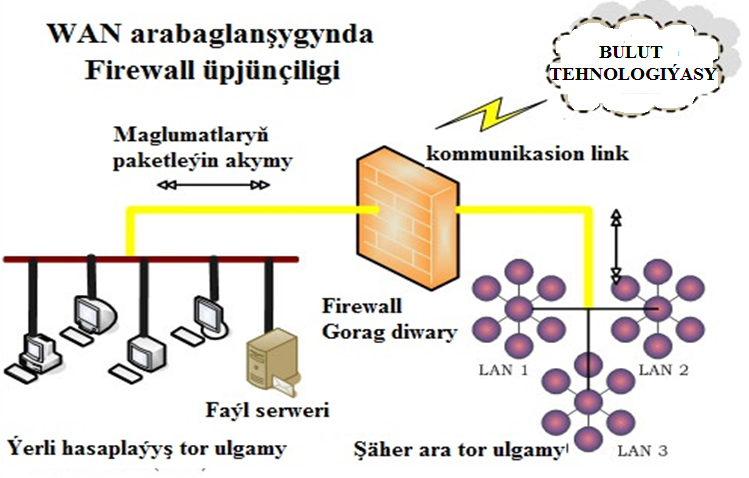 WAN arabaglanşygynda
Firewall üpjünçiligi
BULUT
TEHNOLOGIÝASY
Maglumatlaryň
paketleýin akymy
kommunikasion link
Firewall
Gorag diwary
LAN 1
LAN 2
Faýl serweri
Ýerli hasaplaýyş tor ulgamy
Şäher ara tor ulgamy
LAN 3